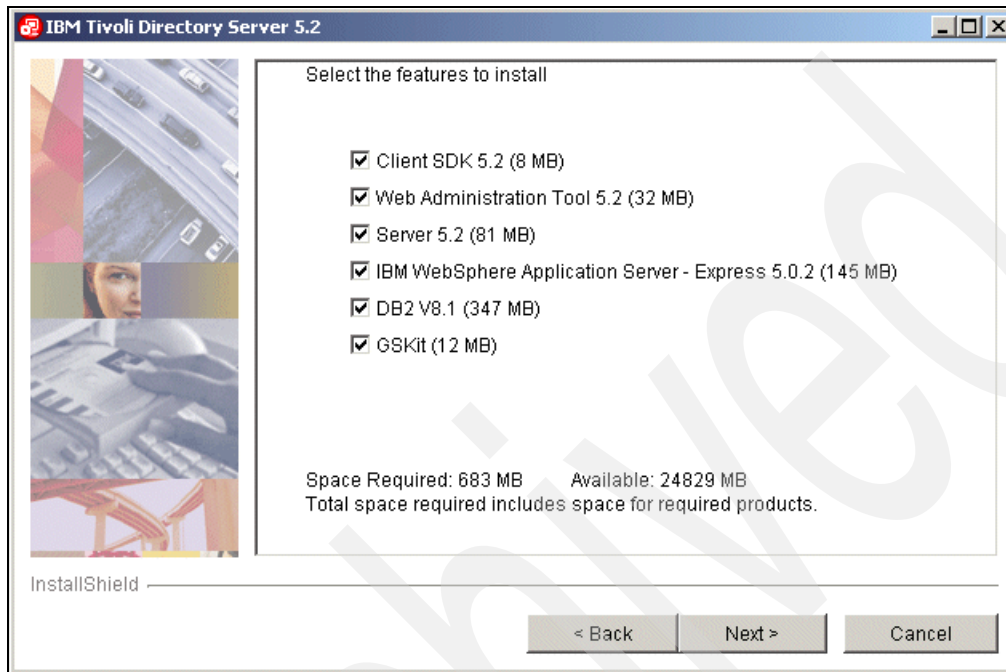 IBM Tivoli Directory Server 5.2
Select the features to install
Client SDK 5.2 (8 MB)
Web Administration Tool 5.2 (32 MB)
Server 5.2 (81 MB)
IBM WebSphere Application Server - Express 5.0.2 (145 MB)
DB2 V8.1 (347 MB)
GSKit (12 MB)
Space Required: 683 MB Available: 24829 MB
Total space required includes space for required products.
InstallShield
< Back Next > Cancel